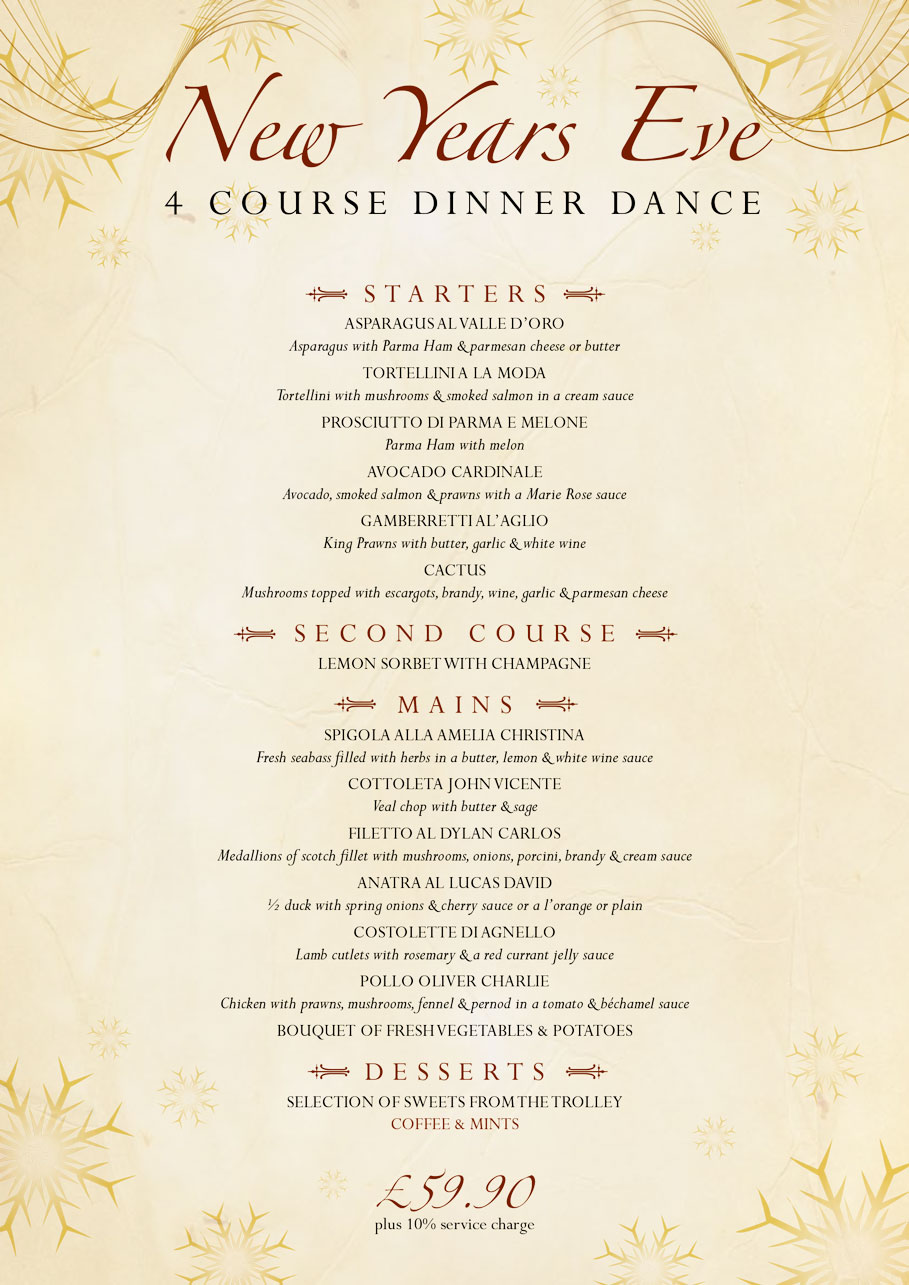 New Years Eve
4 COURSE DINNER DANCE
STARTERS
ASPARAGUS AL VALLE D'ORO
Asparagus with Parma Ham & parmesan cheese or butter
TORTELLINI A LA MODA
Tortellini with mushrooms & smoked salmon in a cream sauce
PROSCIUTTO DI PARMA E MELONE
Parma Ham with melon
AVOCADO CARDINALE
Avocado, smoked salmon & prawns with a Marie Rose sauce
GAMBERRETTI AL'AGLIO
King Prawns with butter, garlic & white wine
CACTUS
Mushrooms topped with escargots, brandy, wine, garlic & parmesan cheese
SECOND COURSE
LEMON SORBET WITH CHAMPAGNE
MAINS
SPIGOLA ALLA AMELIA CHRISTINA
Fresh seabass filled with herbs in a butter, lemon & white wine sauce
COTTOLETA JOHN VICENTE
Veal chop with butter & sage
FILETTO AL DYLAN CARLOS
Medallions of scotch fillet with mushrooms, onions, porcini, brandy & cream sauce
ANATRA AL LUCAS DAVID
½ duck with spring onions & cherry sauce or a l'orange or plain
COSTOLETTE DI AGNELLO
Lamb cutlets with rosemary & a red currant jelly sauce
POLLO OLIVER CHARLIE
Chicken with prawns, mushrooms, fennel & pernod in a tomato & béchamel sauce
BOUQUET OF FRESH VEGETABLES & POTATOES
DESSERTS
SELECTION OF SWEETS FROM THE TROLLEY
COFFEE & MINTS
£59.90
plus 10% service charge